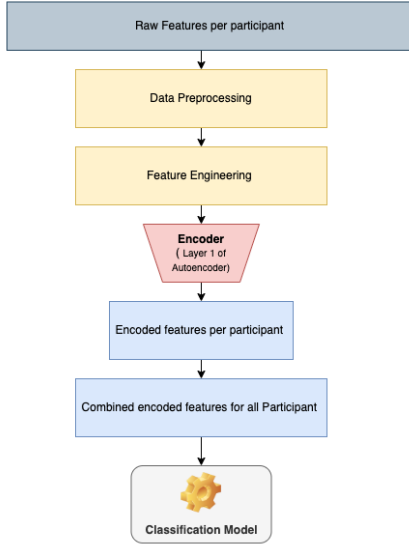 Raw Features per participant
Data Preprocessing
Feature Engineering
Encoder
( Layer 1 of
Autoencoder)
Encoded features per participant
Combined encoded features for all Participant
Classification Model